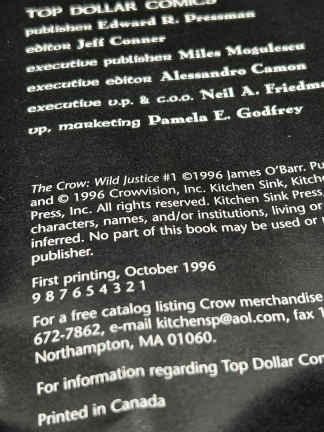 TOP DOLLAR COMICS
publisher Edward R. Pressman
editor Jeff Conner
executive publisher Miles Mogulescu
executive editor Alessandro Camon
executive v.p. & c.o.o. Neil A. Friedma
vp, marketing Pamela E. Godfrey
The Crow: Wild Justice #1 ©1996 James O'Barr. Pu
and © 1996 Crowvision, Inc. Kitchen Sink, Kitche
Press, Inc. All rights reserved. Kitchen Sink Press
characters, names, and/or institutions, living or
inferred. No part of this book may be used or
publisher.
First printing, October 1996
9 8 7 6 5 4 3 2 1
For a free catalog listing Crow merchandise
672-7862, e-mail kitchensp@aol.com, fax 1
Northampton, MA 01060.
For information regarding Top Dollar Com
Printed in Canada